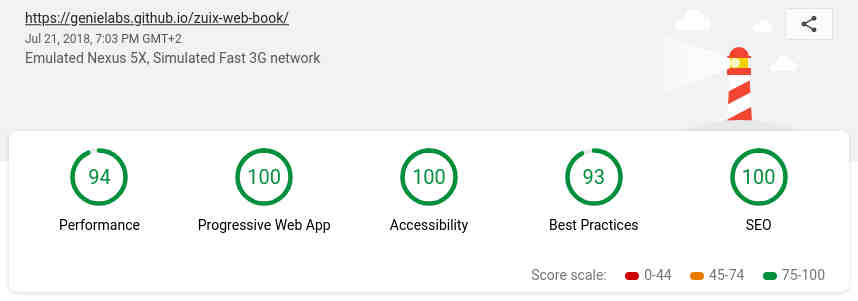 https://genielabs.github.io/zuix-web-book/
Jul 21, 2018, 7:03 PM GMT+2
Emulated Nexus 5X, Simulated Fast 3G network
94 100 100 93 100
Performance Progressive Web App Accessibility Best Practices SEO
Score scale: 0-44 45-74 75-100